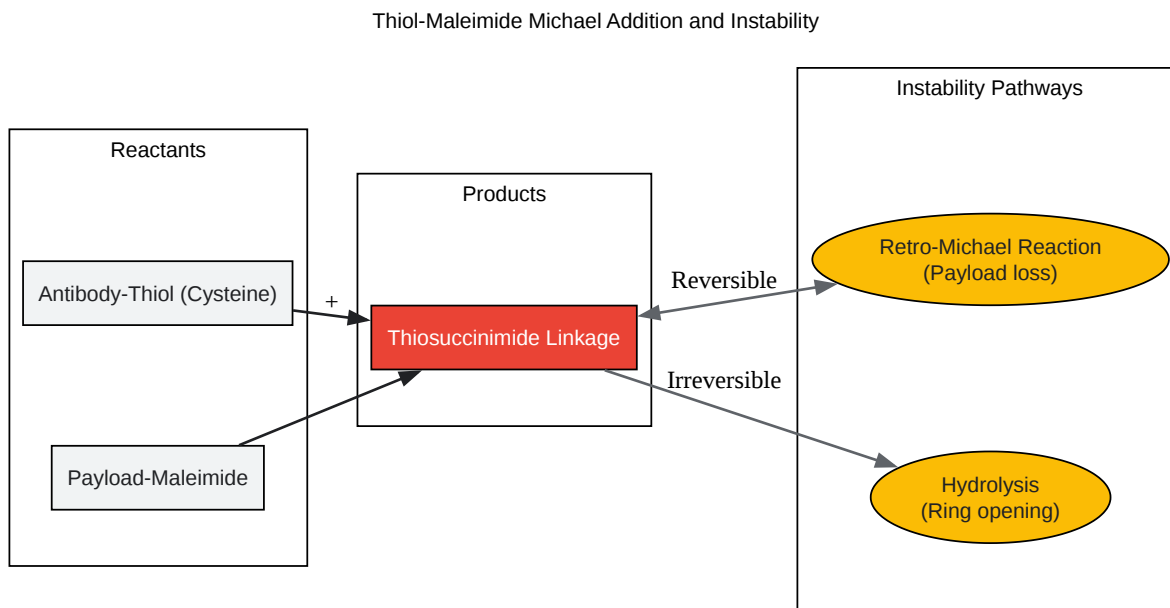 Thiol-Maleimide Michael Addition and Instability
Instability Pathways
Reactants
Products
Retro-Michael Reaction
(Payload loss)
Antibody-Thiol (Cysteine)
+
Reversible
Thiosuccinimide Linkage
Irreversible
Payload-Maleimide
Hydrolysis
(Ring opening)